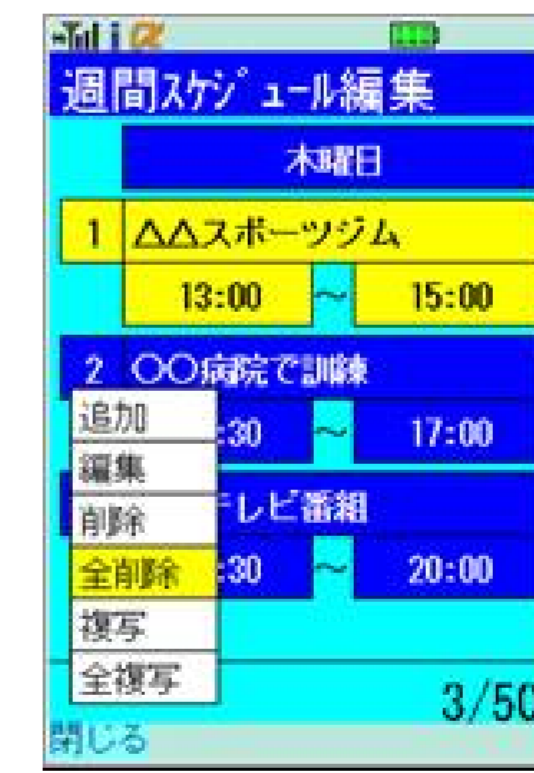 週間ｽｹｼﾞｭｰﾙ編集
木曜日
1 △△スポーツジム
13:00 ～ 15:00
2 〇〇病院で訓練
:30 ～ 17:00
テレビ番組
:30 ～ 20:00
追加
編集
削除
全削除
複写
全複写
3/50
閉じる